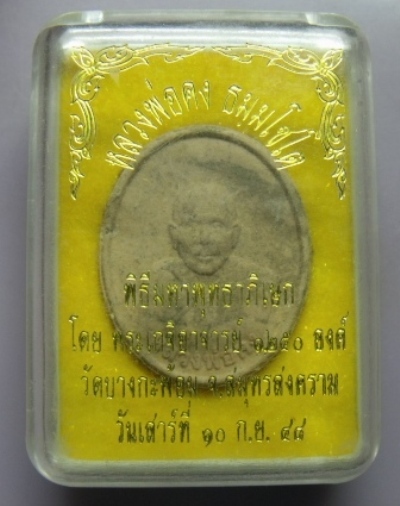 หลวงพ่อคง ธมฺมโชโต
พิธีมหาพุทธาภิเษก
โดย พระเกจิอาจารย์ ๑๒๕๐ องค์
วัดบางกะพ้อม จ.สมุทรสงคราม
วันเสาร์ที่ ๑๐ ก.ย. ๔๘